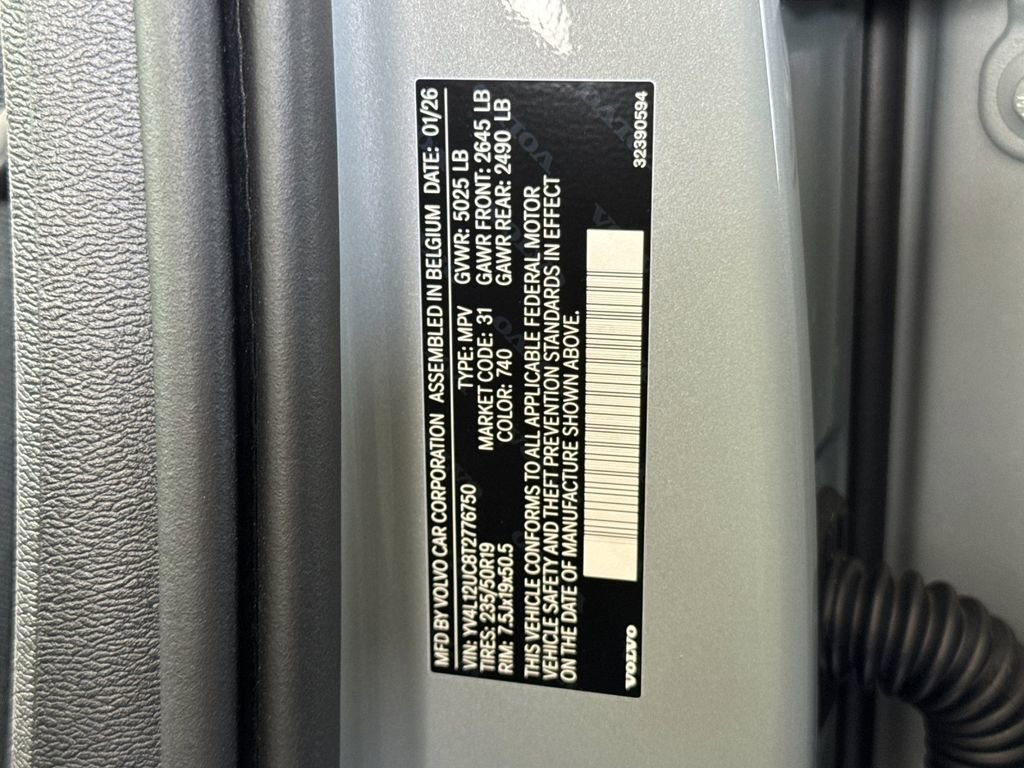 MFD BY VOLVO CAR CORPORATION ASSEMBLED IN BELGIUM DATE: 01/26
VIN: YV4L12UC8T2776750 TYPE: MPV GVWR: 5025 LB
TIRES: 235/50R19 MARKET CODE: 31 GAWR FRONT: 2645 LB
RIM: 7.5Jx19x50.5 COLOR: 740 GAWR REAR: 2490 LB
THIS VEHICLE CONFORMS TO ALL APPLICABLE FEDERAL MOTOR
VEHICLE SAFETY AND THEFT PREVENTION STANDARDS IN EFFECT
ON THE DATE OF MANUFACTURE SHOWN ABOVE.
VOLVO 32390594